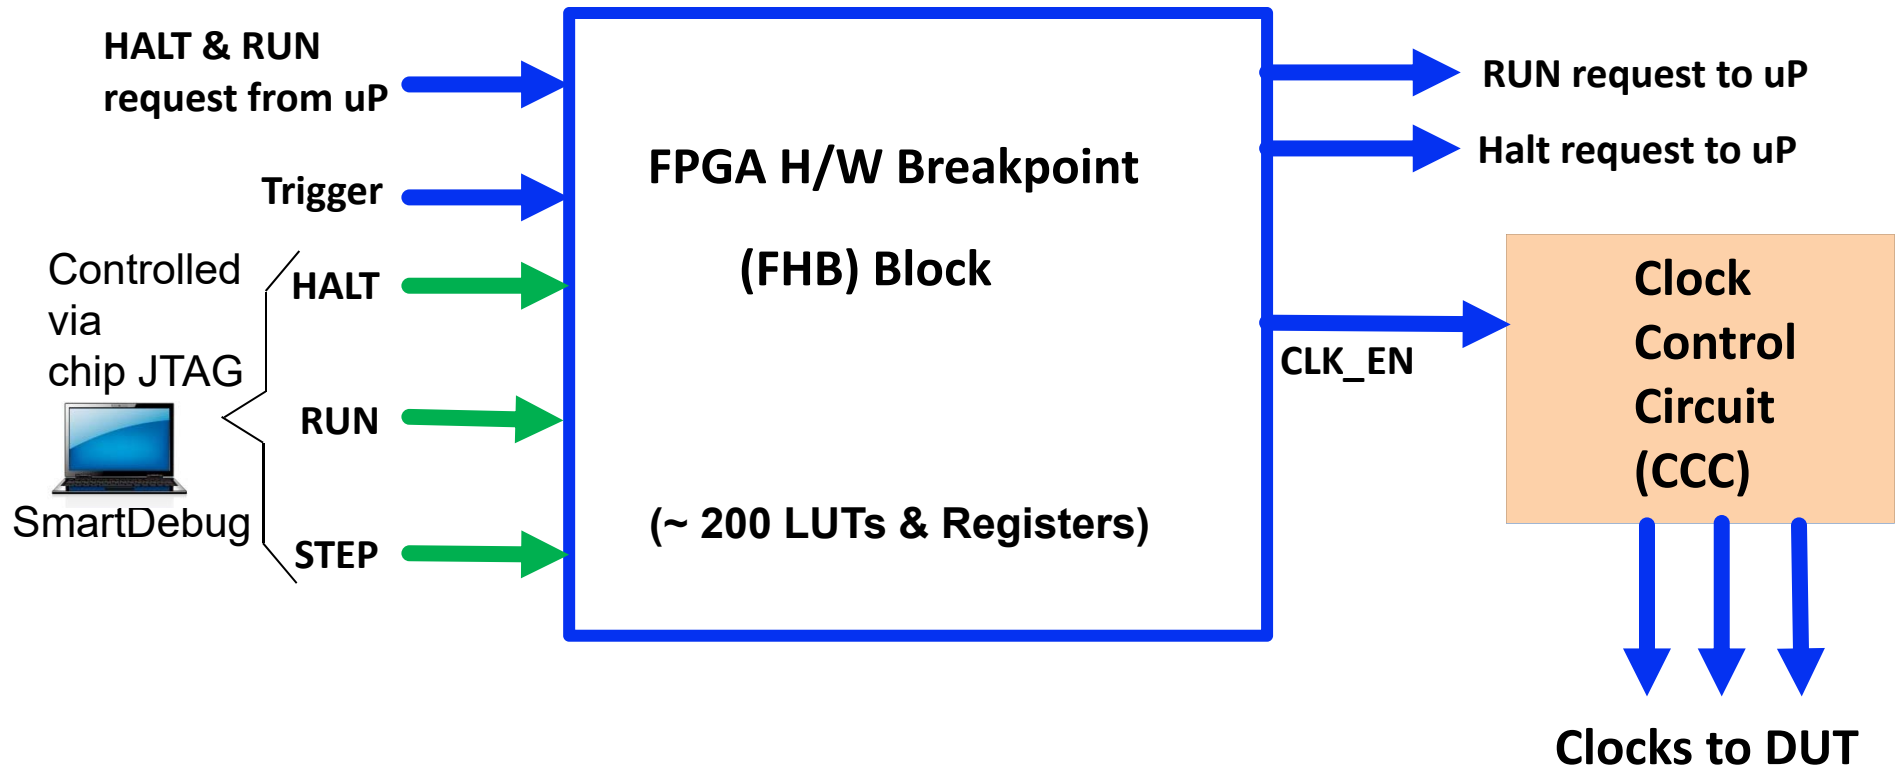 HALT & RUN
request from uP
Trigger
Controlled
via
chip JTAG
SmartDebug
HALT
RUN
STEP
FPGA H/W Breakpoint
(FHB) Block
(~ 200 LUTs & Registers)
RUN request to uP
Halt request to uP
CLK_EN
Clock
Control
Circuit
(CCC)
Clocks to DUT